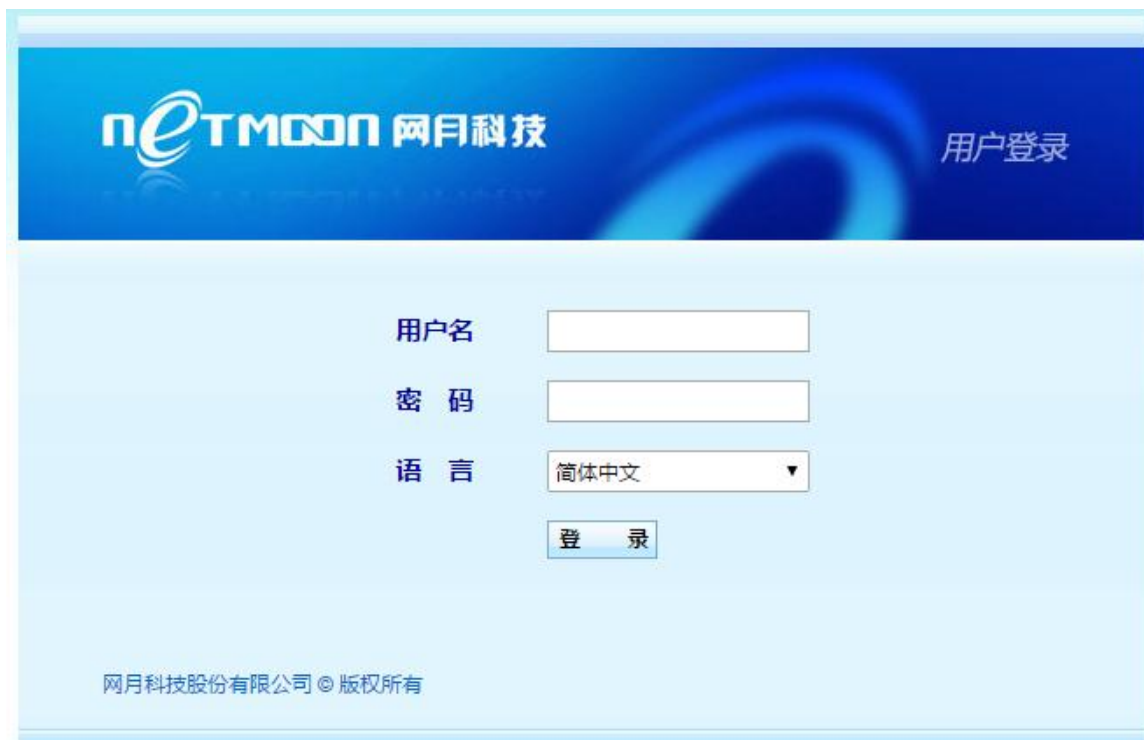 netmoon 网月科技
用户登录
用户名
密 码
语 言 简体中文
登 录
网月科技股份有限公司 © 版权所有